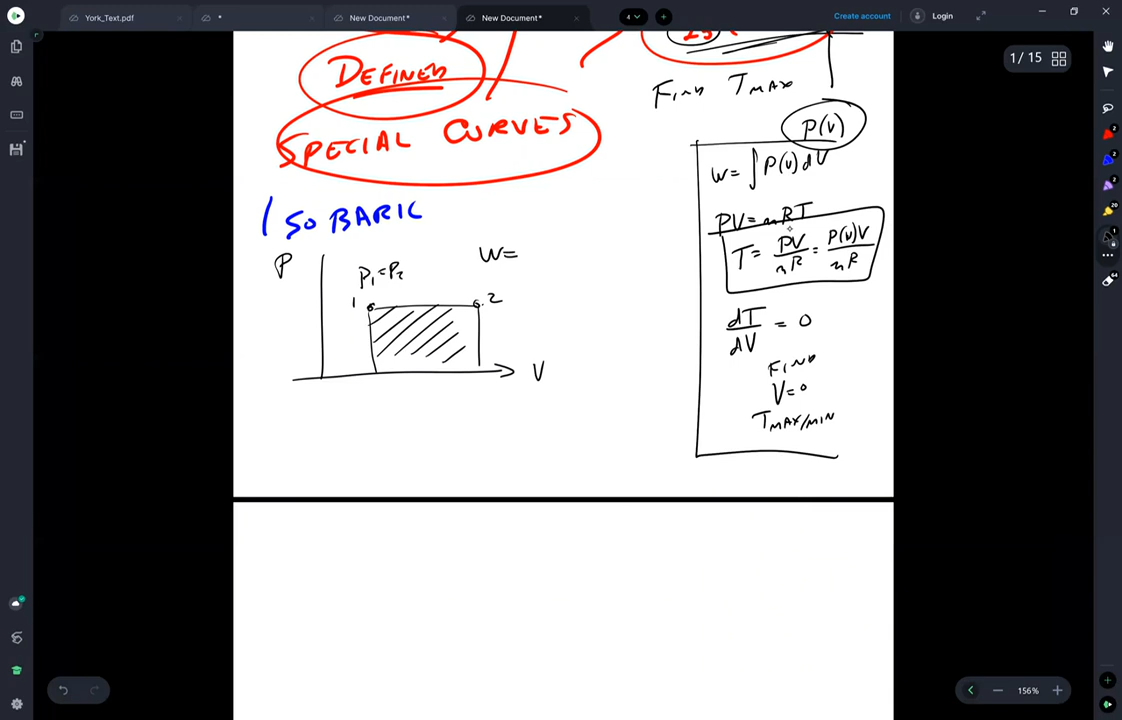 York_Text.pdf
*
New Document*
New Document*
4
Create account
Login
1 / 15
DEFINED
SPECIAL CURVES
FIND TMAX
P(V)
W = ∫ P(V) dV
PV = nRT
T = PV/nR = P(V)V/nR
dT/dV = 0
FIND
V=0
TMAX/MIN
ISOBARIC
P
W=
P1=P2
1
2
V
156%